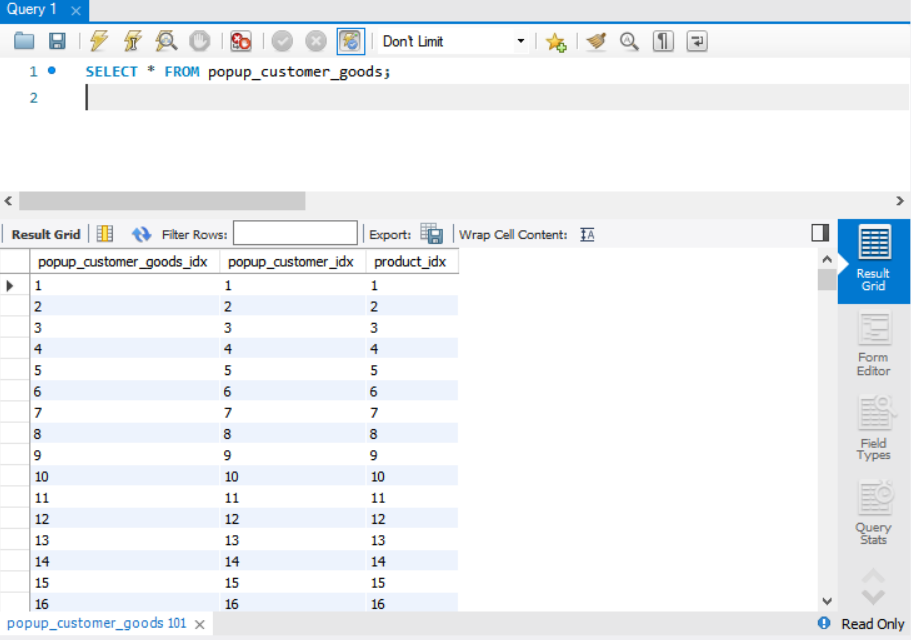 Query 1
Don't Limit
1 SELECT * FROM popup_customer_goods;
2
Result Grid Filter Rows: Export: Wrap Cell Content:
popup_customer_goods_idx popup_customer_idx product_idx
1 1 1
2 2 2
3 3 3
4 4 4
5 5 5
6 6 6
7 7 7
8 8 8
9 9 9
10 10 10
11 11 11
12 12 12
13 13 13
14 14 14
15 15 15
16 16 16
Result
Grid
Form
Editor
Field
Types
Query
Stats
popup_customer_goods 101
Read Only